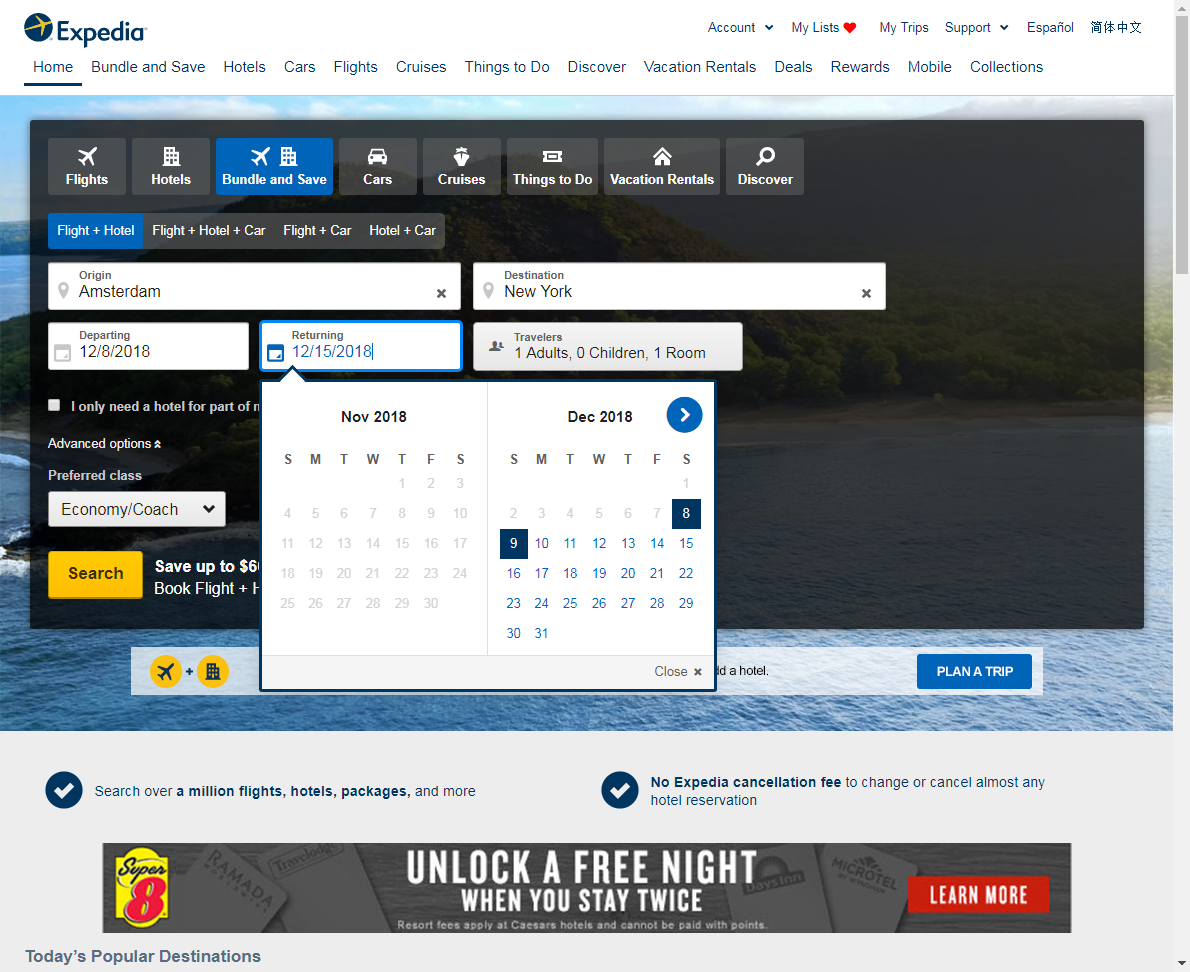 Expedia
Account My Lists My Trips Support Español 简体中文
Home Bundle and Save Hotels Cars Flights Cruises Things to Do Discover Vacation Rentals Deals Rewards Mobile Collections
Flights Hotels Bundle and Save Cars Cruises Things to Do Vacation Rentals Discover
Flight + Hotel Flight + Hotel + Car Flight + Car Hotel + Car
Origin
Amsterdam
Destination
New York
Departing
12/8/2018
Returning
12/15/2018
Travelers
1 Adults, 0 Children, 1 Room
I only need a hotel for part of
Advanced options
Preferred class
Economy/Coach
Search
Save up to
Book Flight +
Nov 2018
S M T W T F S
1 2 3
4 5 6 7 8 9 10
11 12 13 14 15 16 17
18 19 20 21 22 23 24
25 26 27 28 29 30
Dec 2018
S M T W T F S
1
2 3 4 5 6 7 8
9 10 11 12 13 14 15
16 17 18 19 20 21 22
23 24 25 26 27 28 29
30 31
Close
+
a hotel.
PLAN A TRIP
Search over a million flights, hotels, packages, and more
No Expedia cancellation fee to change or cancel almost any
hotel reservation
Super
8
RAMADA
Travelodge
UNLOCK A FREE NIGHT
WHEN YOU STAY TWICE
Resort fees apply at Caesars hotels and cannot be paid with points.
Days Inn
MICROTEL
LEARN MORE
Today's Popular Destinations